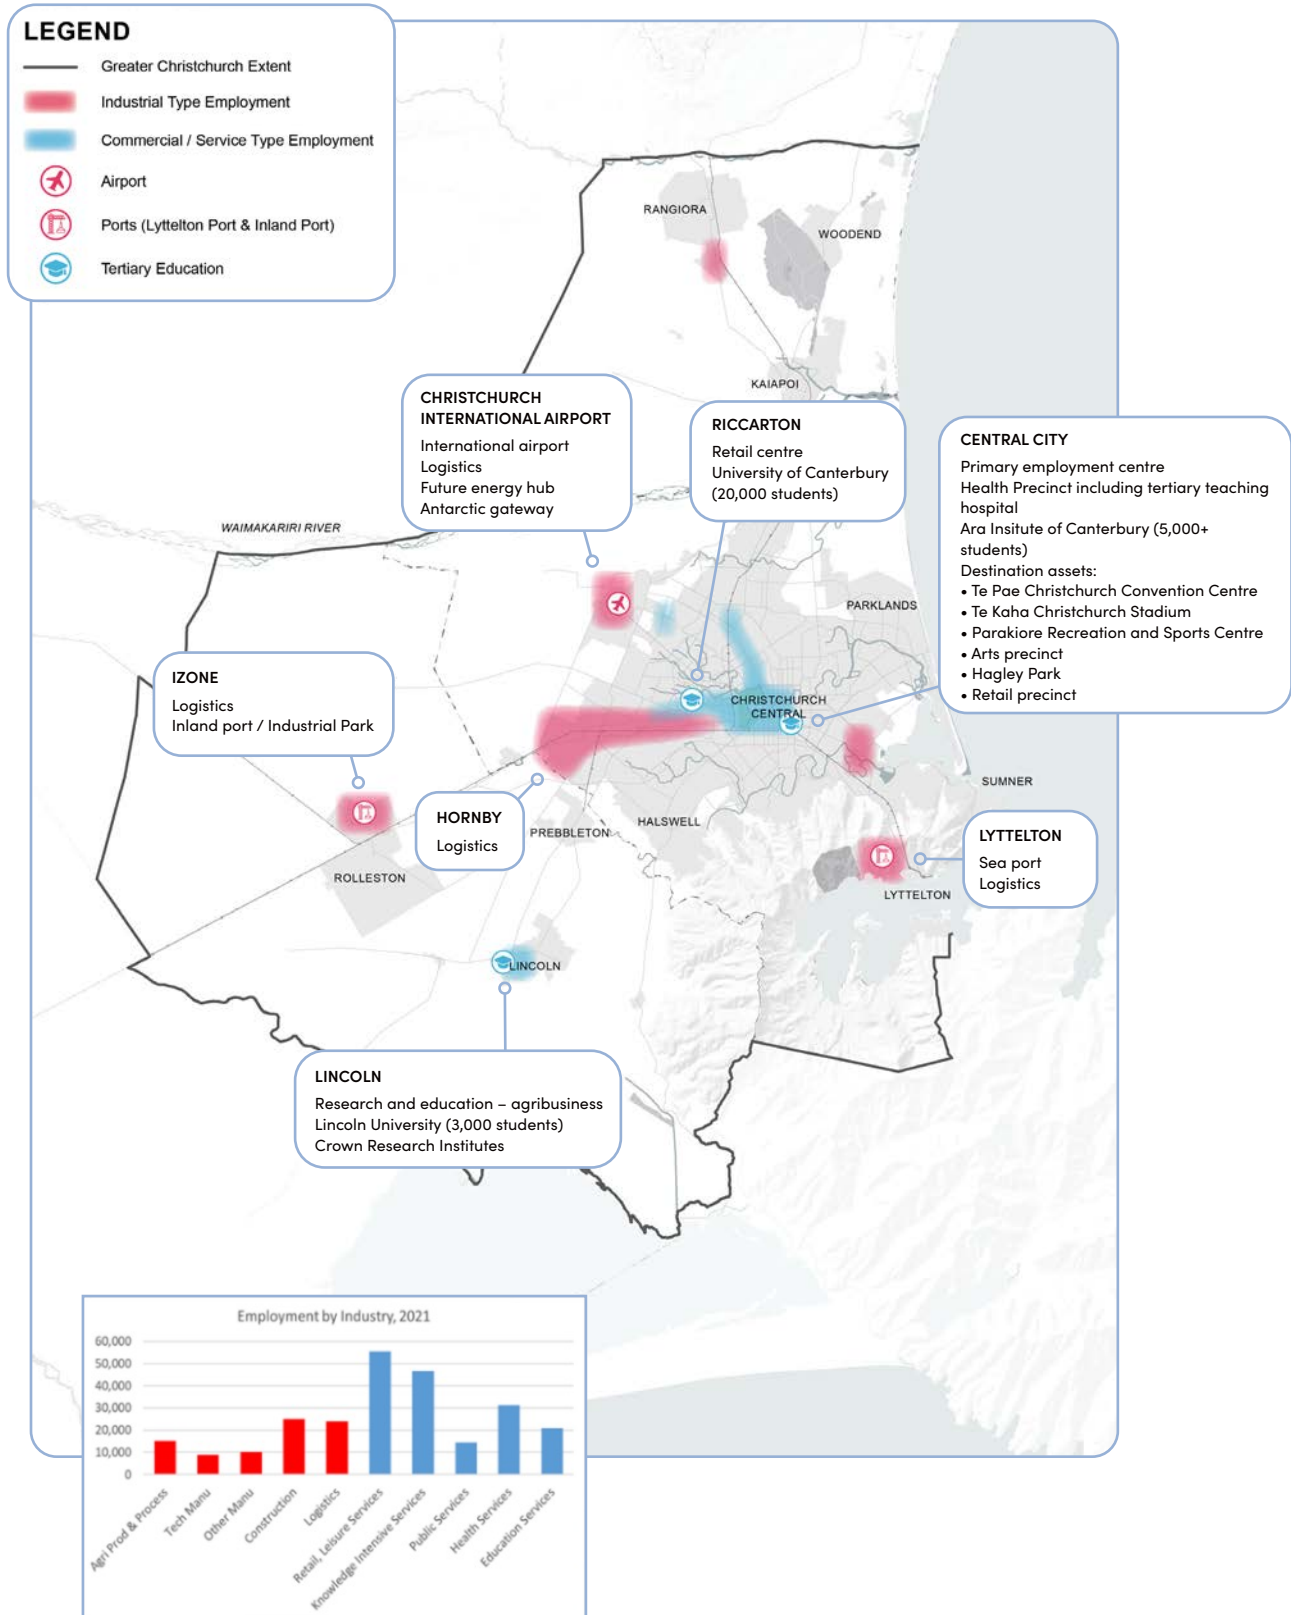 LEGEND
Greater Christchurch Extent
Industrial Type Employment
Commercial / Service Type Employment
Airport
Ports (Lyttelton Port & Inland Port)
Tertiary Education
RANGIORA
WOODEND
KAIAPOI
CHRISTCHURCH
INTERNATIONAL AIRPORT
International airport
Logistics
Future energy hub
Antarctic gateway
RICCARTON
Retail centre
University of Canterbury
(20,000 students)
CENTRAL CITY
Primary employment centre
Health Precinct including tertiary teaching
hospital
Ara Insitute of Canterbury (5,000+
students)
Destination assets:
• Te Pae Christchurch Convention Centre
• Te Kaha Christchurch Stadium
• Parakiore Recreation and Sports Centre
• Arts precinct
• Hagley Park
• Retail precinct
WAIMAKARIRI RIVER
PARKLANDS
IZONE
Logistics
Inland port / Industrial Park
CHRISTCHURCH
CENTRAL
SUMNER
HORNBY
Logistics
PREBBLETON
HALSWELL
LYTTELTON
Sea port
Logistics
ROLLESTON
LYTTELTON
LINCOLN
LINCOLN
Research and education – agribusiness
Lincoln University (3,000 students)
Crown Research Institutes
Employment by Industry, 2021
60,000
50,000
40,000
30,000
20,000
10,000
0
Agri Prod & Process
Tech Manu
Other Manu
Construction
Logistics
Retail, Leisure Services
Knowledge Intensive Services
Public Services
Health Services
Education Services